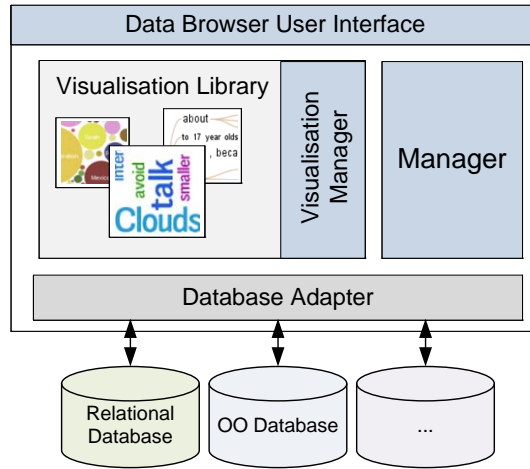 Data Browser User Interface
Visualisation Library
about
to 17 year olds
, beca
inter
avoid
talk
smaller
Clouds
Visualisation
Manager
Manager
Database Adapter
Relational
Database
OO Database
...